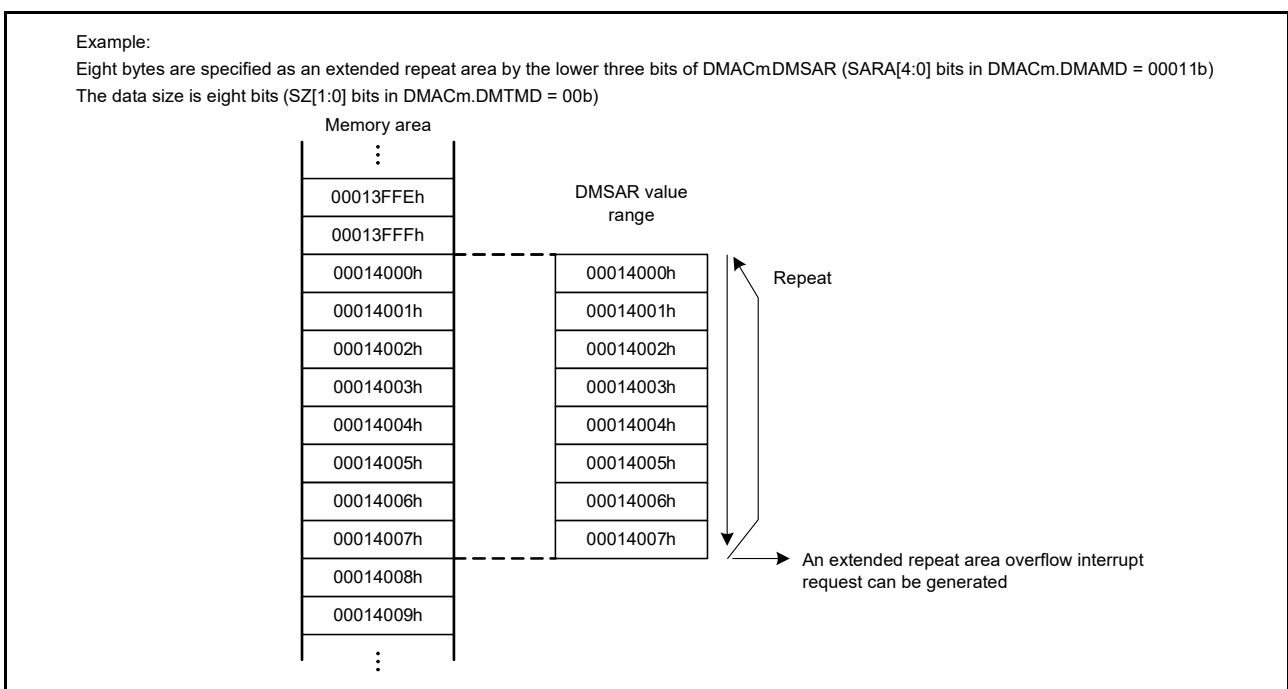 Example:
Eight bytes are specified as an extended repeat area by the lower three bits of DMACm.DMSAR (SARA[4:0] bits in DMACm.DMAMD = 00011b)
The data size is eight bits (SZ[1:0] bits in DMACm.DMTMD = 00b)
Memory area
⋮
00013FFEh
DMSAR value
range
00013FFFh
00014000h 00014000h
Repeat
00014001h 00014001h
00014002h 00014002h
00014003h 00014003h
00014004h 00014004h
00014005h 00014005h
00014006h 00014006h
00014007h 00014007h
An extended repeat area overflow interrupt
request can be generated
00014008h
00014009h
⋮